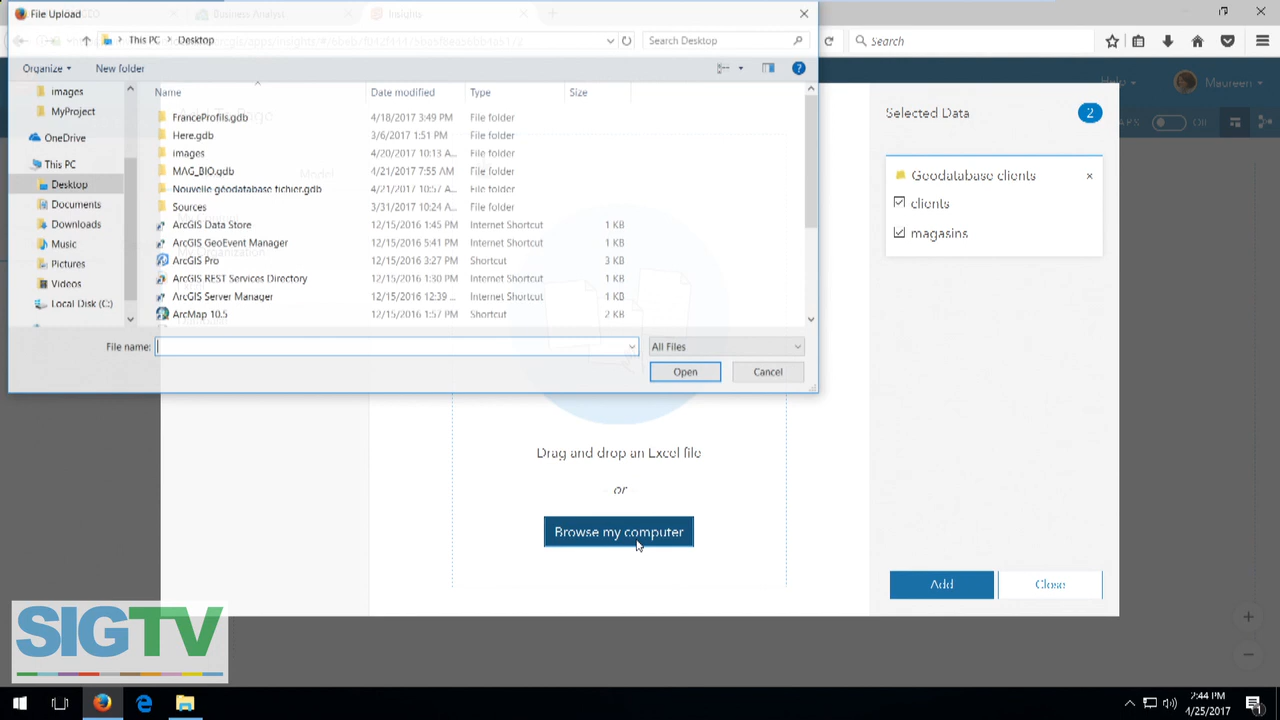 File Upload
Business Analyst
Insights
This PC > Desktop
Search Desktop
Search
Organize
New folder
Maureen
images
MyProject
OneDrive
This PC
Desktop
Documents
Downloads
Music
Pictures
Videos
Local Disk (C:)
Name Date modified Type Size
FranceProfils.gdb 4/18/2017 3:49 PM File folder
Here.gdb 3/6/2017 1:51 PM File folder
images 4/20/2017 10:13 A... File folder
MAG_BIO.gdb 4/21/2017 7:55 AM File folder
Nouvelle géodatabase fichier.gdb 4/21/2017 10:57 A... File folder
Sources 3/31/2017 10:24 A... File folder
ArcGIS Data Store 12/15/2016 1:45 PM Internet Shortcut 1 KB
ArcGIS GeoEvent Manager 12/15/2016 5:41 PM Internet Shortcut 1 KB
ArcGIS Pro 12/15/2016 3:27 PM Shortcut 3 KB
ArcGIS REST Services Directory 12/15/2016 1:30 PM Internet Shortcut 1 KB
ArcGIS Server Manager 12/15/2016 12:39 ... Internet Shortcut 1 KB
ArcMap 10.5 12/15/2016 1:57 PM Shortcut 2 KB
File name:
All Files
Open
Cancel
Selected Data
2
Geodatabase clients
clients
magasins
Drag and drop an Excel file
or
Browse my computer
Add
Close
SIGTV
2:44 PM
4/25/2017
1